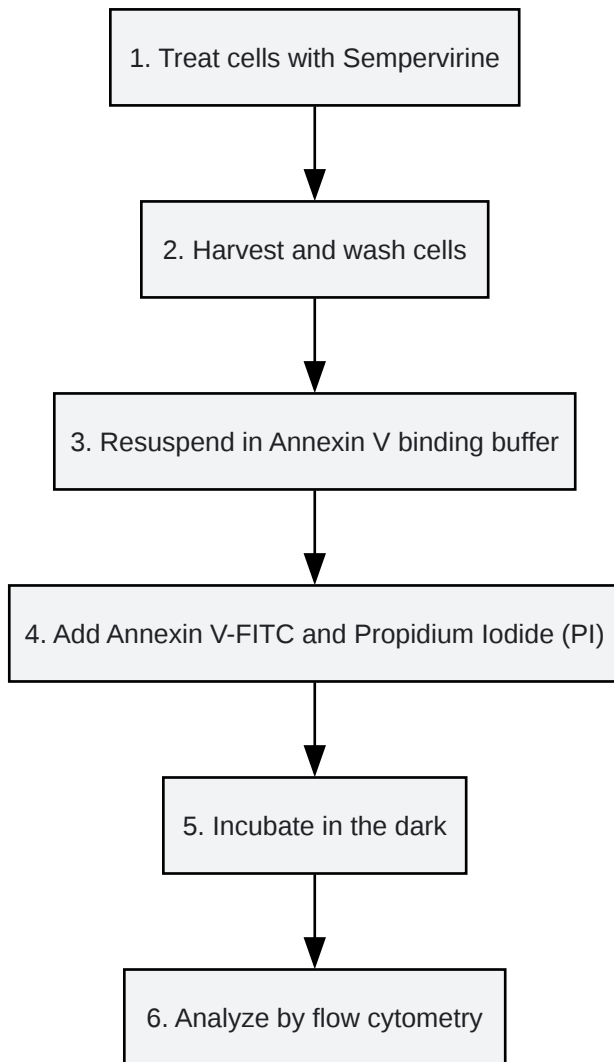 1. Treat cells with Sempervirine
2. Harvest and wash cells
3. Resuspend in Annexin V binding buffer
4. Add Annexin V-FITC and Propidium Iodide (PI)
5. Incubate in the dark
6. Analyze by flow cytometry